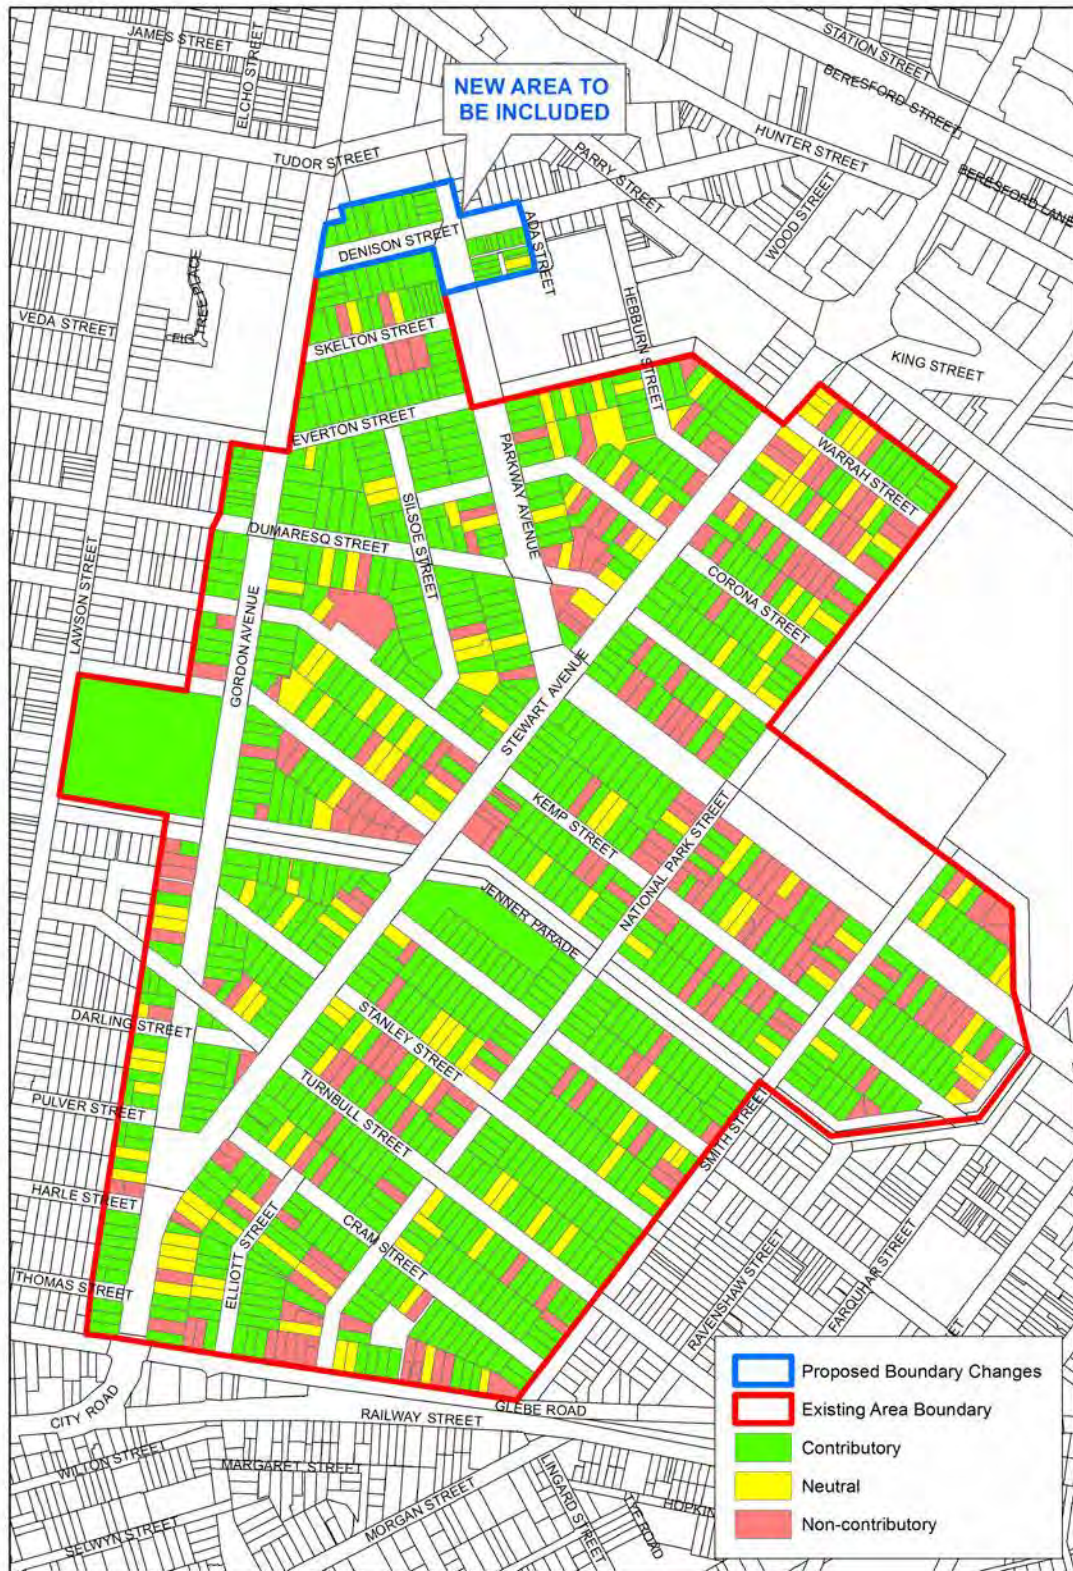 JAMES STREET
ELCHO STREET
STATION STREET
BERESFORD STREET
NEW AREA TO
BE INCLUDED
HUNTER STREET
TUDOR STREET
PARRY STREET
BERESFORD LANE
WOOD STREET
ADA STREET
DENISON STREET
FIG TREE PLACE
HEBBURN STREET
VEDA STREET
SKELTON STREET
KING STREET
EVERTON STREET
PARKWAY AVENUE
WARRAH STREET
SILSOE STREET
DUMARESQ STREET
LAWSON STREET
CORONA STREET
GORDON AVENUE
STEWART AVENUE
KEMP STREET
NATIONAL PARK STREET
JENNER PARADE
DARLING STREET
STANLEY STREET
PULVER STREET
TURNBULL STREET
SMITH STREET
HARLE STREET
ELLIOTT STREET
CRAM STREET
THOMAS STREET
RAVENSHAW STREET
FARQUHAR STREET
ET
Proposed Boundary Changes
Existing Area Boundary
Contributory
Neutral
Non-contributory
CITY ROAD
GLEBE ROAD
RAILWAY STREET
WILTON STREET
MARGARET STREET
LINGARD STREET
TYE ROAD
HOPKIN
MORGAN STREET
SELWYN STREET